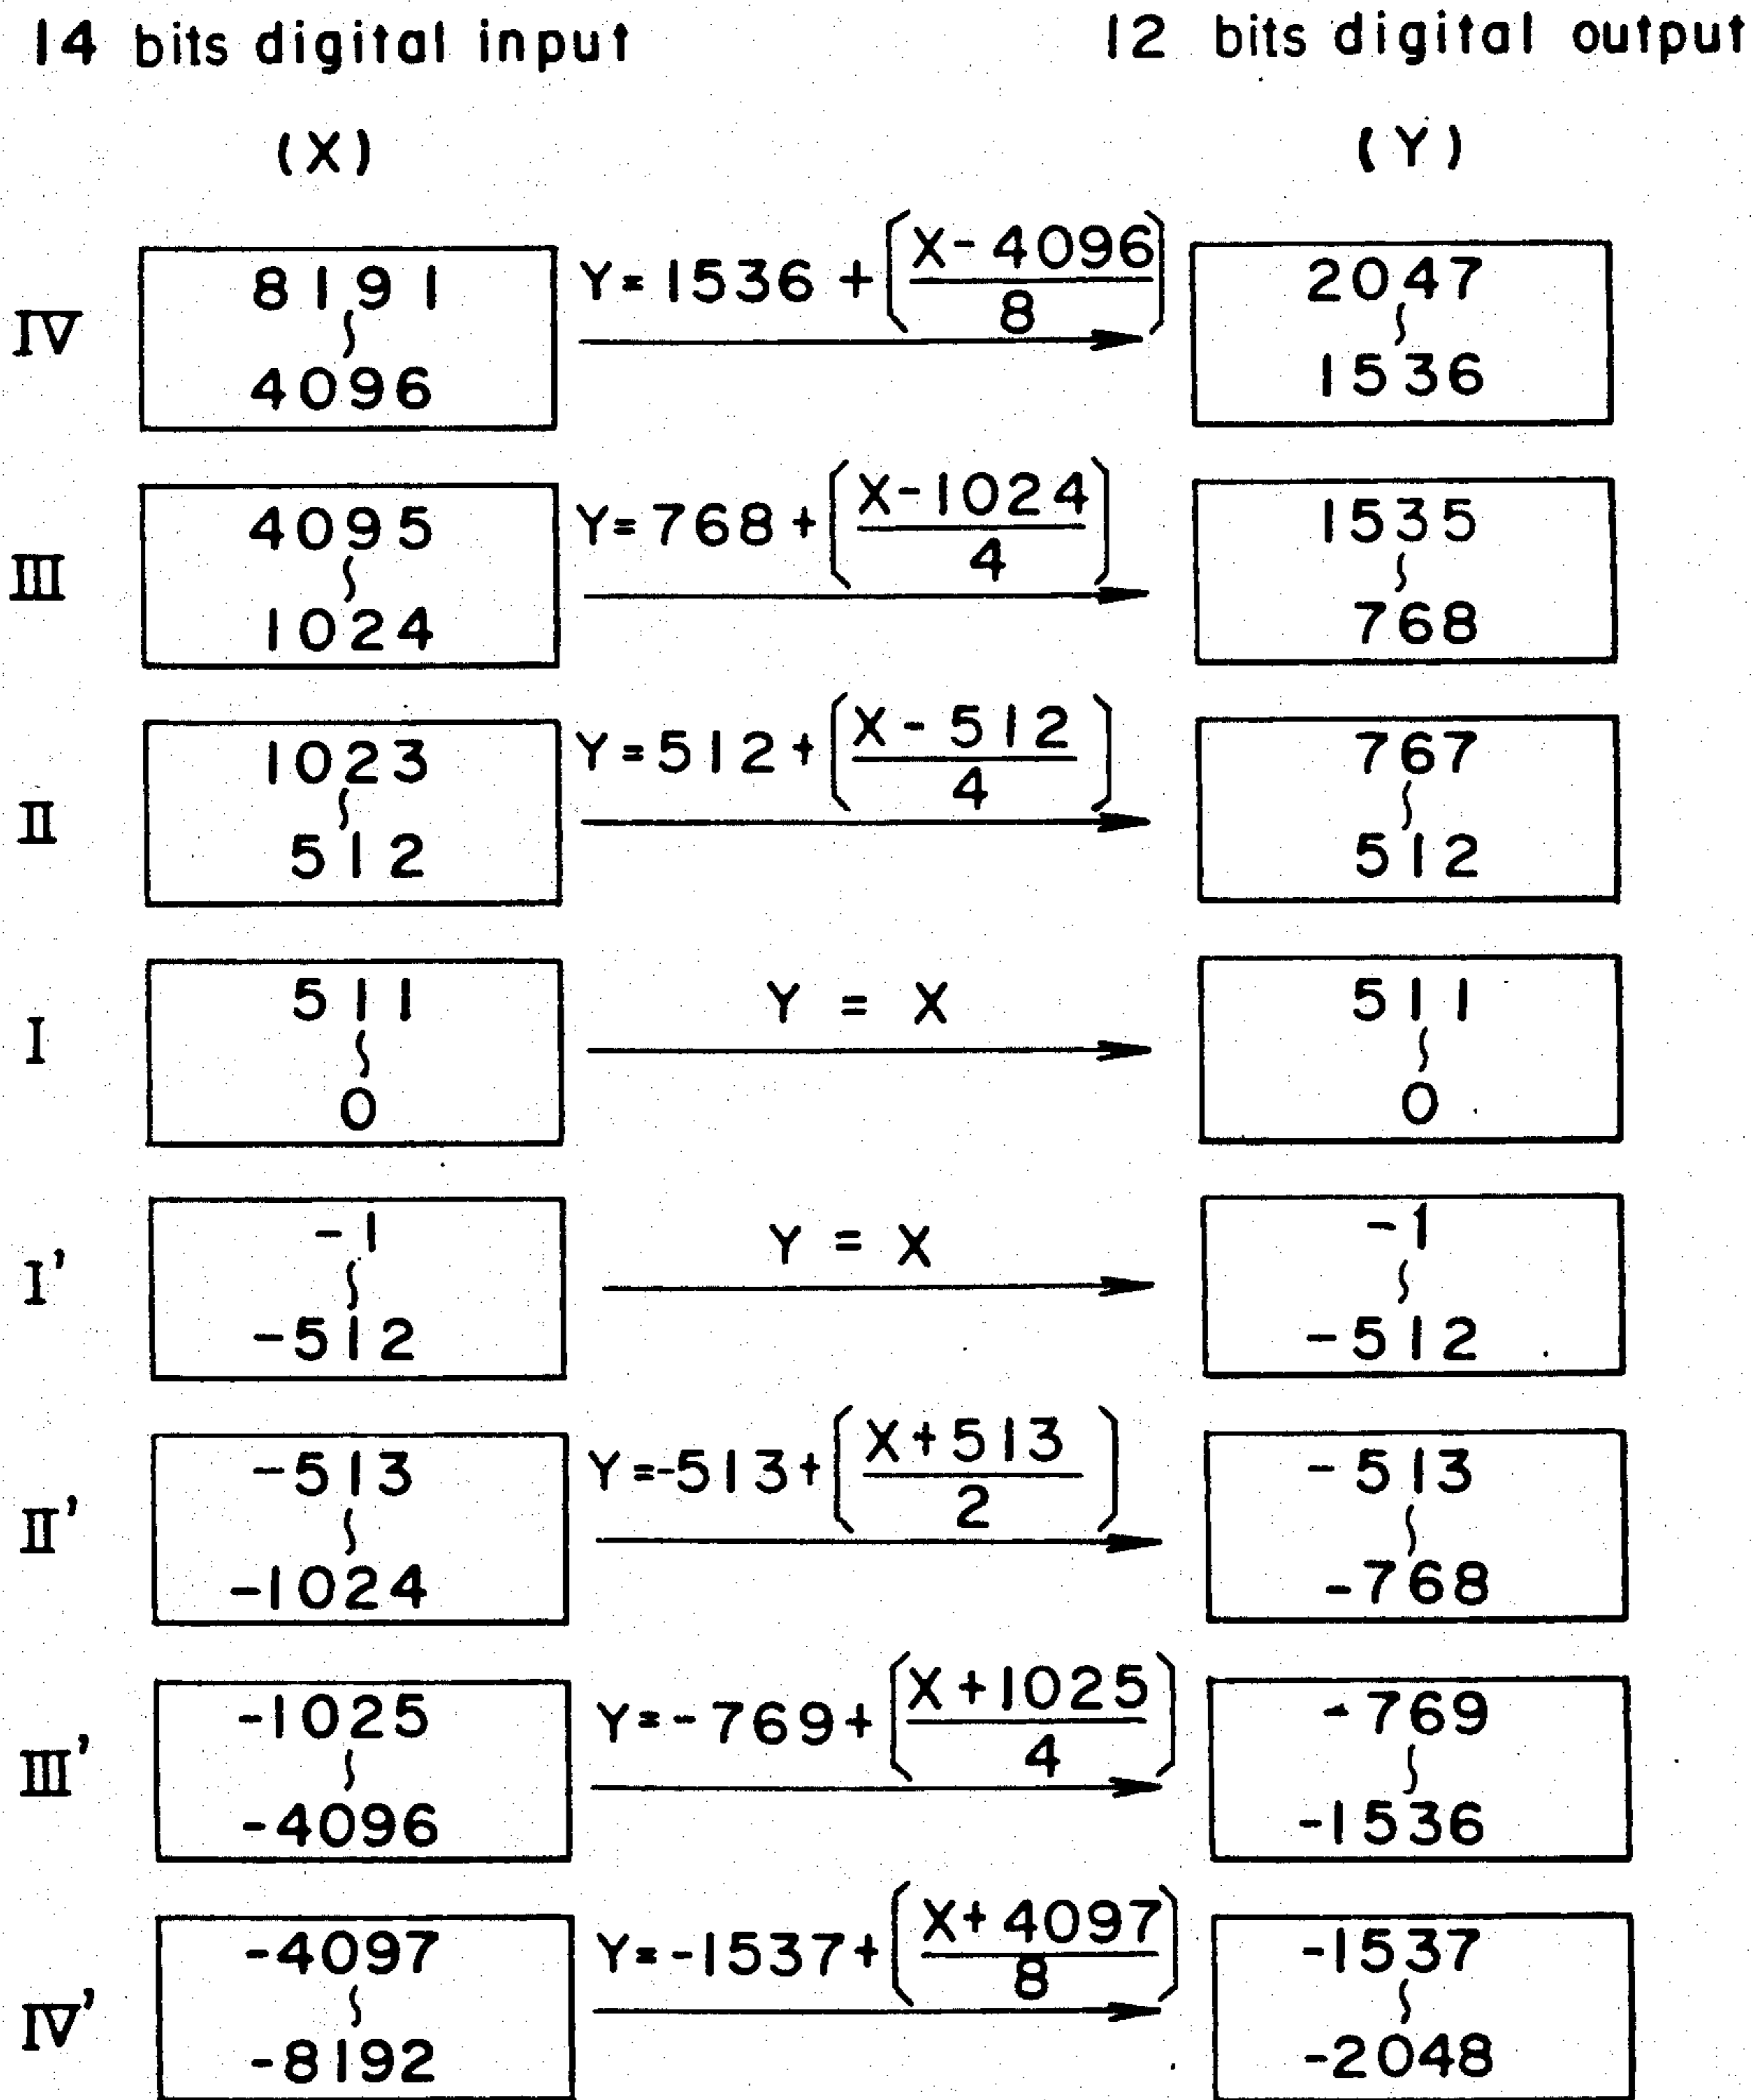 14 bits digital input 12 bits digital output
(X) (Y)
IV
8191
~
4096
Y = 1536 + [X - 4096 / 8]
2047
~
1536
III
4095
~
1024
Y = 768 + [X - 1024 / 4]
1535
~
768
II
1023
~
512
Y = 512 + [X - 512 / 4]
767
~
512
I
511
~
0
Y = X
511
~
0
I'
-1
~
-512
Y = X
-1
~
-512
II'
-513
~
-1024
Y = -513 + [X + 513 / 2]
-513
~
-768
III'
-1025
~
-4096
Y = -769 + [X + 1025 / 4]
-769
~
-1536
IV'
-4097
~
-8192
Y = -1537 + [X + 4097 / 8]
-1537
~
-2048